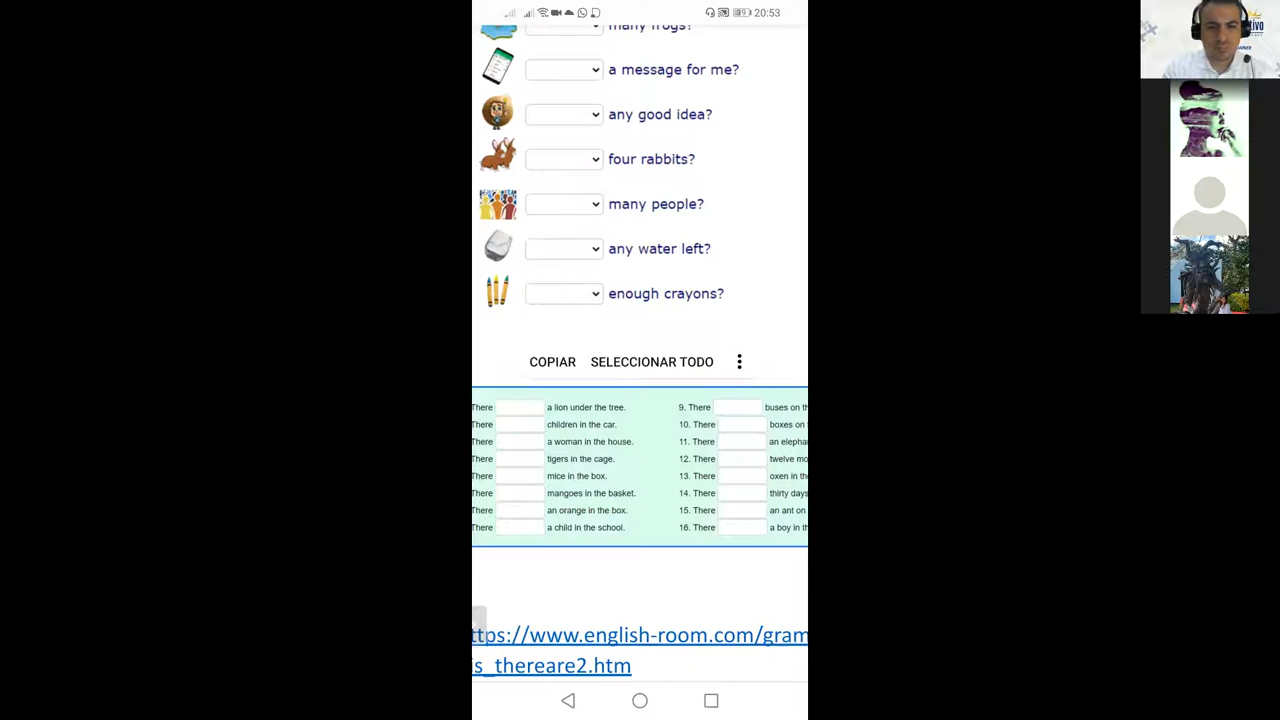 20:53
many frogs?
a message for me?
any good idea?
four rabbits?
many people?
any water left?
enough crayons?
COPIAR SELECCIONAR TODO
There a lion under the tree.
There children in the car.
There a woman in the house.
There tigers in the cage.
There mice in the box.
There mangoes in the basket.
There an orange in the box.
There a child in the school.
9. There buses on th
10. There boxes on
11. There an elepha
12. There twelve mo
13. There oxen in the
14. There thirty days
15. There an ant on
16. There a boy in th
ttps://www.english-room.com/gram
is_thereare2.htm
tivo